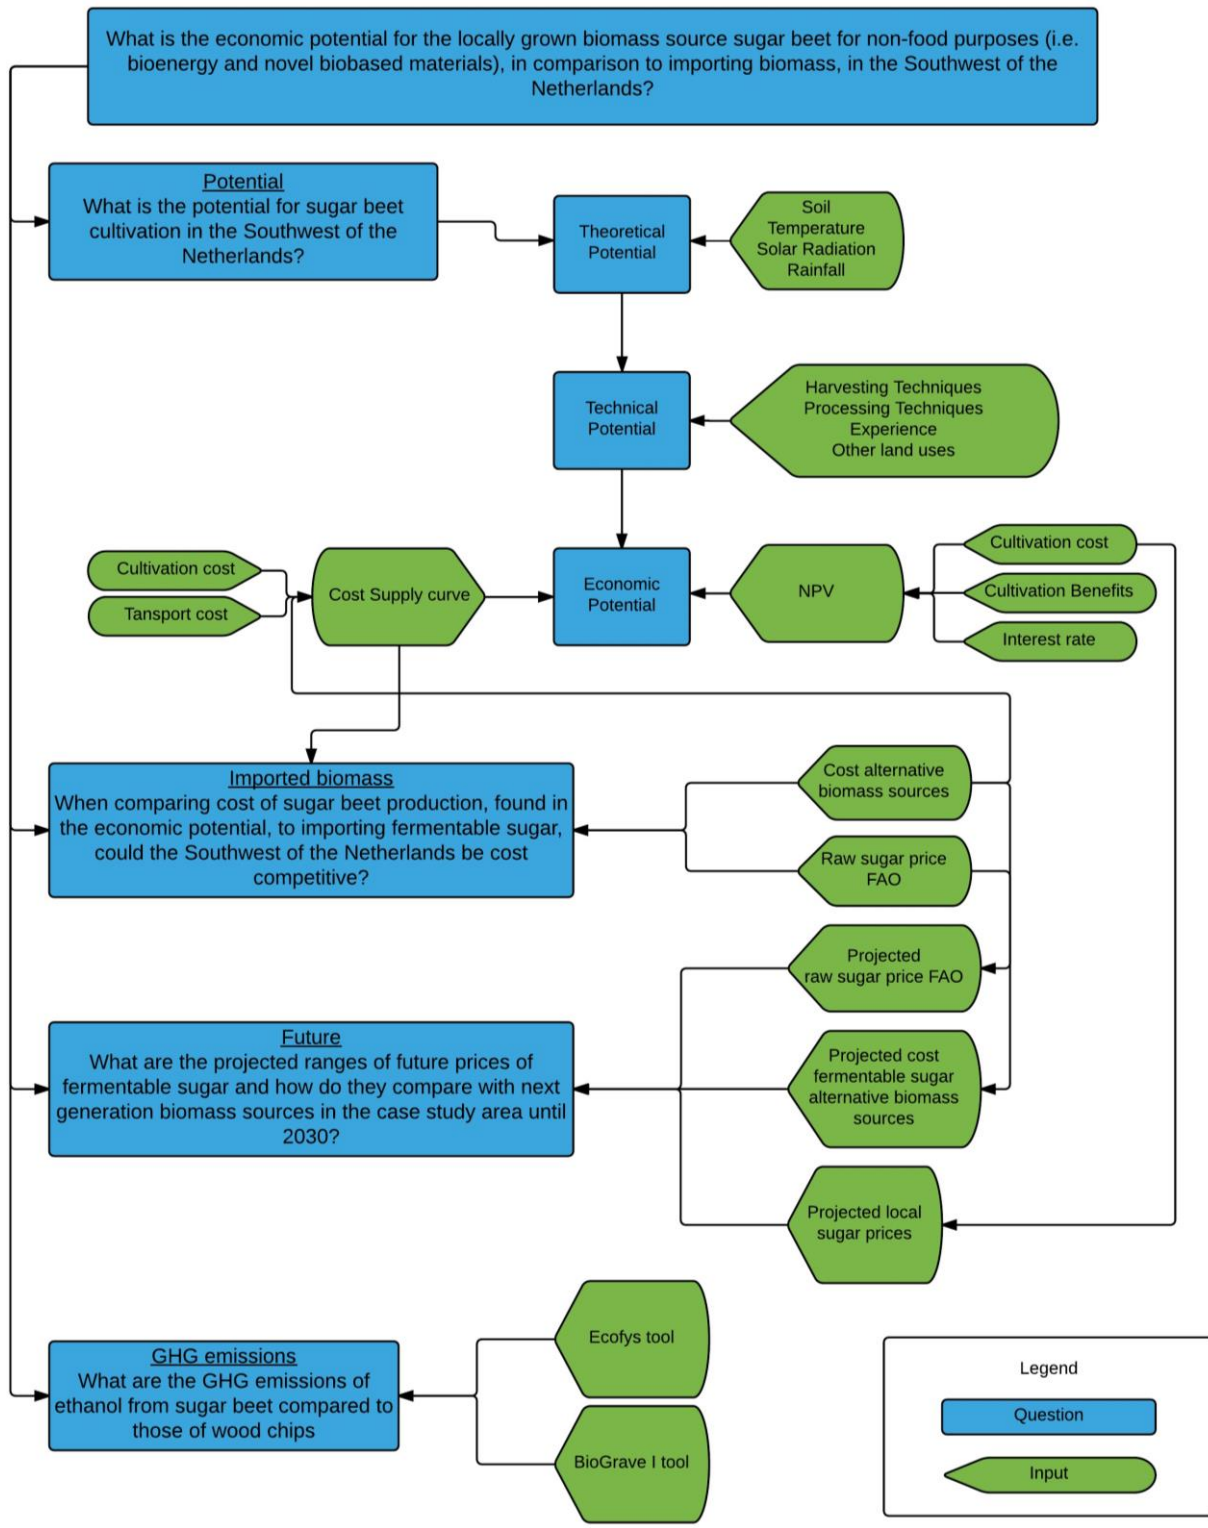 What is the economic potential for the locally grown biomass source sugar beet for non-food purposes (i.e.
bioenergy and novel biobased materials), in comparison to importing biomass, in the Southwest of the
Netherlands?
Potential
What is the potential for sugar beet
cultivation in the Southwest of the
Netherlands?
Theoretical
Potential
Soil
Temperature
Solar Radiation
Rainfall
Technical
Potential
Harvesting Techniques
Processing Techniques
Experience
Other land uses
Cultivation cost
Tansport cost
Cost Supply curve
Economic
Potential
NPV
Cultivation cost
Cultivation Benefits
Interest rate
Imported biomass
When comparing cost of sugar beet production, found in
the economic potential, to importing fermentable sugar,
could the Southwest of the Netherlands be cost
competitive?
Cost alternative
biomass sources
Raw sugar price
FAO
Projected
raw sugar price FAO
Future
What are the projected ranges of future prices of
fermentable sugar and how do they compare with next
generation biomass sources in the case study area until
2030?
Projected cost
fermentable sugar
alternative biomass
sources
Projected local
sugar prices
GHG emissions
What are the GHG emissions of
ethanol from sugar beet compared to
those of wood chips
Ecofys tool
BioGrave I tool
Legend
Question
Input